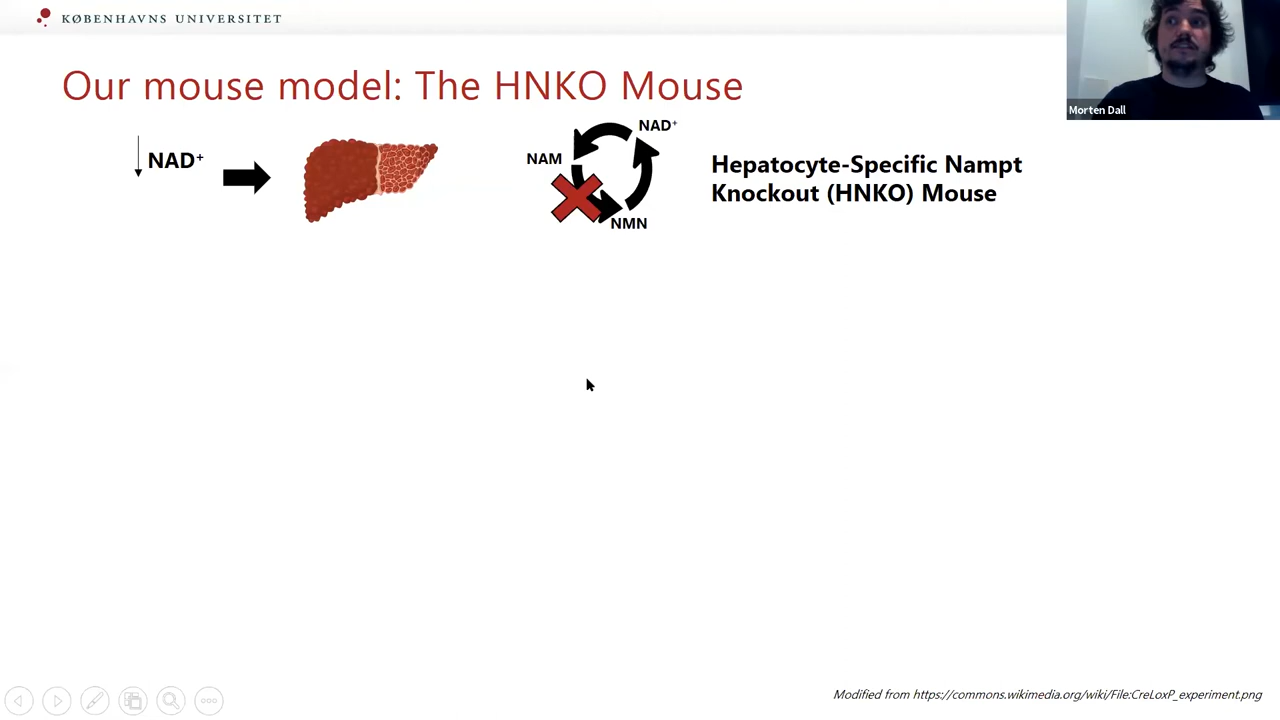 KØBENHAVNS UNIVERSITET
Morten Dall
Our mouse model: The HNKO Mouse
NAD⁺
NAD⁺
NAM
NMN
Hepatocyte-Specific Nampt
Knockout (HNKO) Mouse
Modified from https://commons.wikimedia.org/wiki/File:CreLoxP_experiment.png